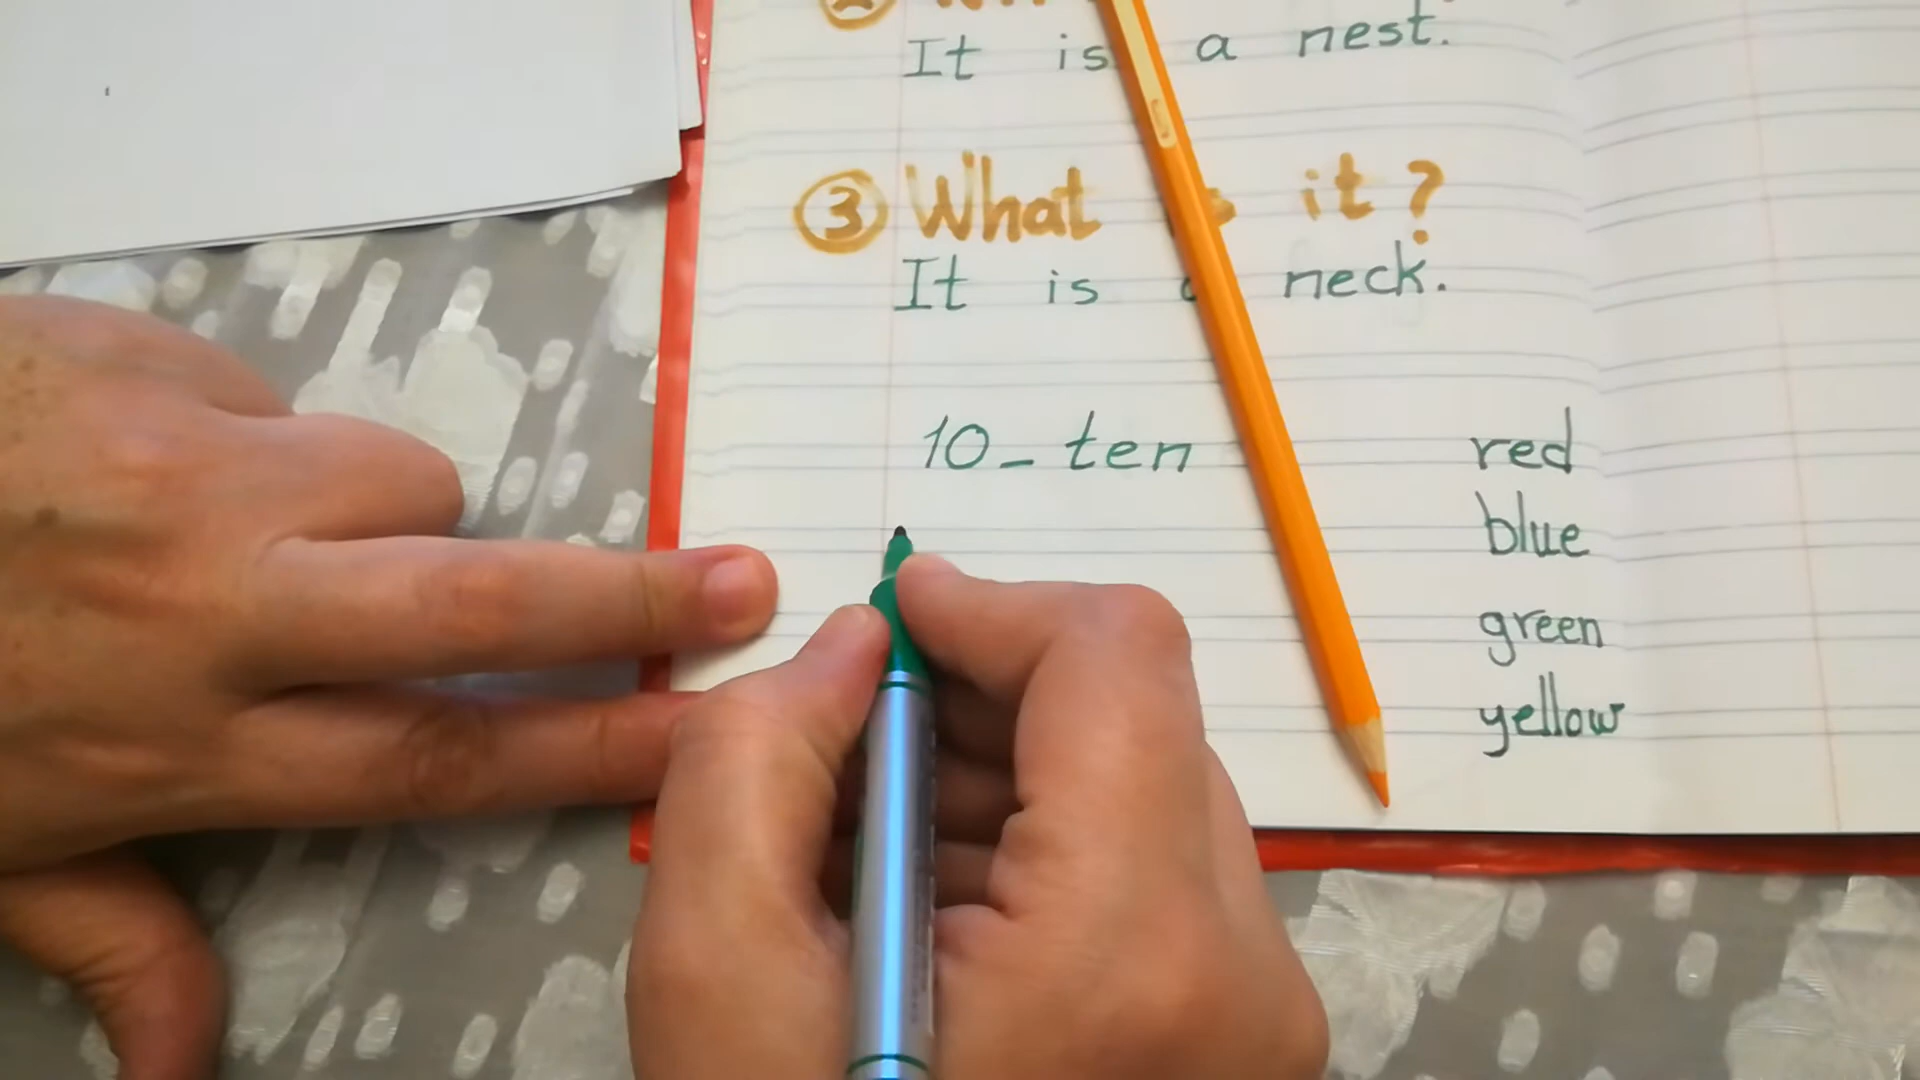 It is a nest.
③ What it?
It is neck.
10 - ten
red
blue
green
yellow